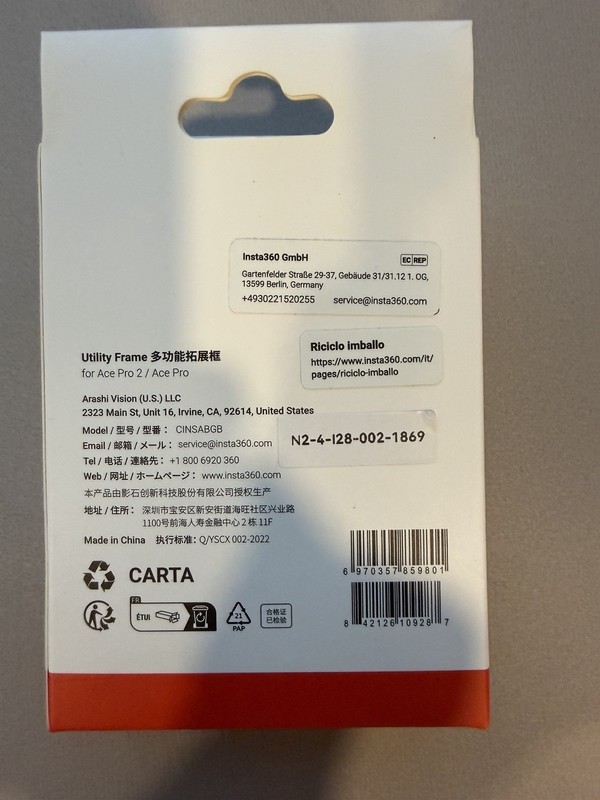 Insta360 GmbH
EC REP
Gartenfelder Straße 29-37, Gebäude 31/31.12 1. OG,
13599 Berlin, Germany
+4930221520255 service@insta360.com
Riciclo imballo
https://www.insta360.com/it/
pages/riciclo-imballo
Utility Frame 多功能拓展框
for Ace Pro 2 / Ace Pro
Arashi Vision (U.S.) LLC
2323 Main St, Unit 16, Irvine, CA, 92614, United States
Model / 型号 / 型番： CINSABGB
N2-4-I28-002-1869
Email / 邮箱 / メール： service@insta360.com
Tel / 电话 / 連絡先： +1 800 6920 360
Web / 网址 / ホームページ： www.insta360.com
本产品由影石创新科技股份有限公司授权生产
地址 / 住所： 深圳市宝安区新安街道海旺社区兴业路
1100号前海人寿金融中心 2 栋 11F
Made in China 执行标准: Q/YSCX 002-2022
6 970357 859801
CARTA
FR
ÉTUI
21
PAP
合格证
已检验
8 42126 10928 7